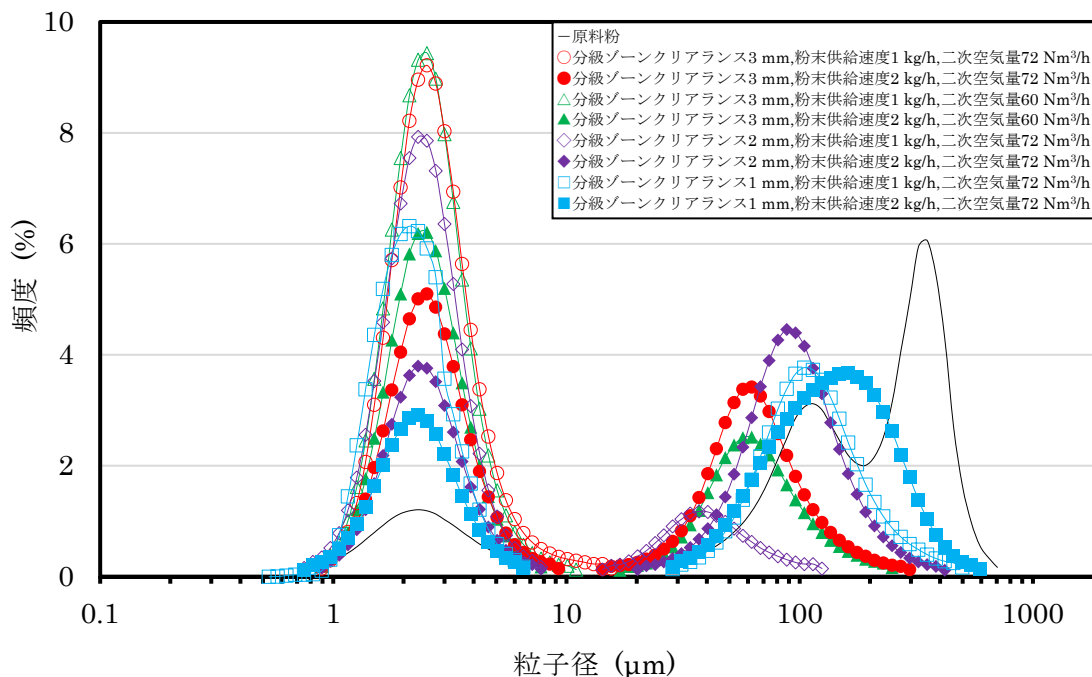 10
8
6
4
2
0
頻度 (%)
－原料粉
分級ゾーンクリアランス3 mm,粉末供給速度1 kg/h,二次空気量72 Nm³/h
分級ゾーンクリアランス3 mm,粉末供給速度2 kg/h,二次空気量72 Nm³/h
分級ゾーンクリアランス3 mm,粉末供給速度1 kg/h,二次空気量60 Nm³/h
分級ゾーンクリアランス3 mm,粉末供給速度2 kg/h,二次空気量60 Nm³/h
分級ゾーンクリアランス2 mm,粉末供給速度1 kg/h,二次空気量72 Nm³/h
分級ゾーンクリアランス2 mm,粉末供給速度2 kg/h,二次空気量72 Nm³/h
分級ゾーンクリアランス1 mm,粉末供給速度1 kg/h,二次空気量72 Nm³/h
分級ゾーンクリアランス1 mm,粉末供給速度2 kg/h,二次空気量72 Nm³/h
0.1 1 10 100 1000
粒子径 (μm)